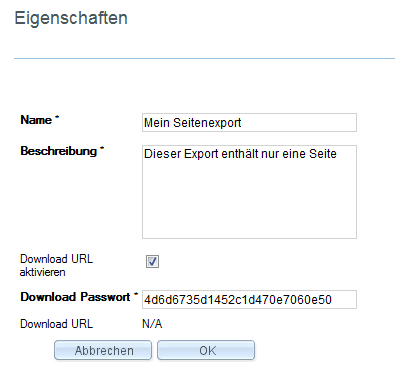 Eigenschaften
Name *
Mein Seitenexport
Beschreibung *
Dieser Export enthält nur eine Seite
Download URL
aktivieren
Download Passwort *
4d6d6735d1452c1d470e7060e50
Download URL
N/A
Abbrechen
OK